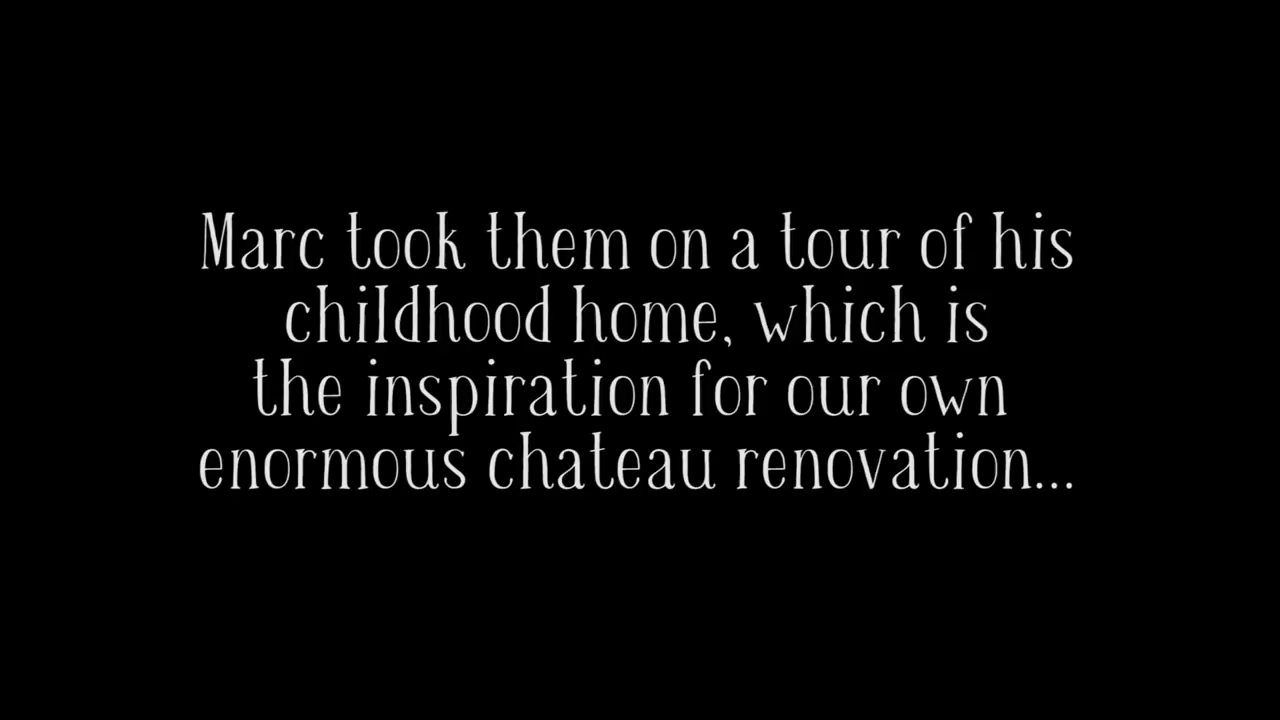 Marc took them on a tour of his
childhood home, which is
the inspiration for our own
enormous chateau renovation...